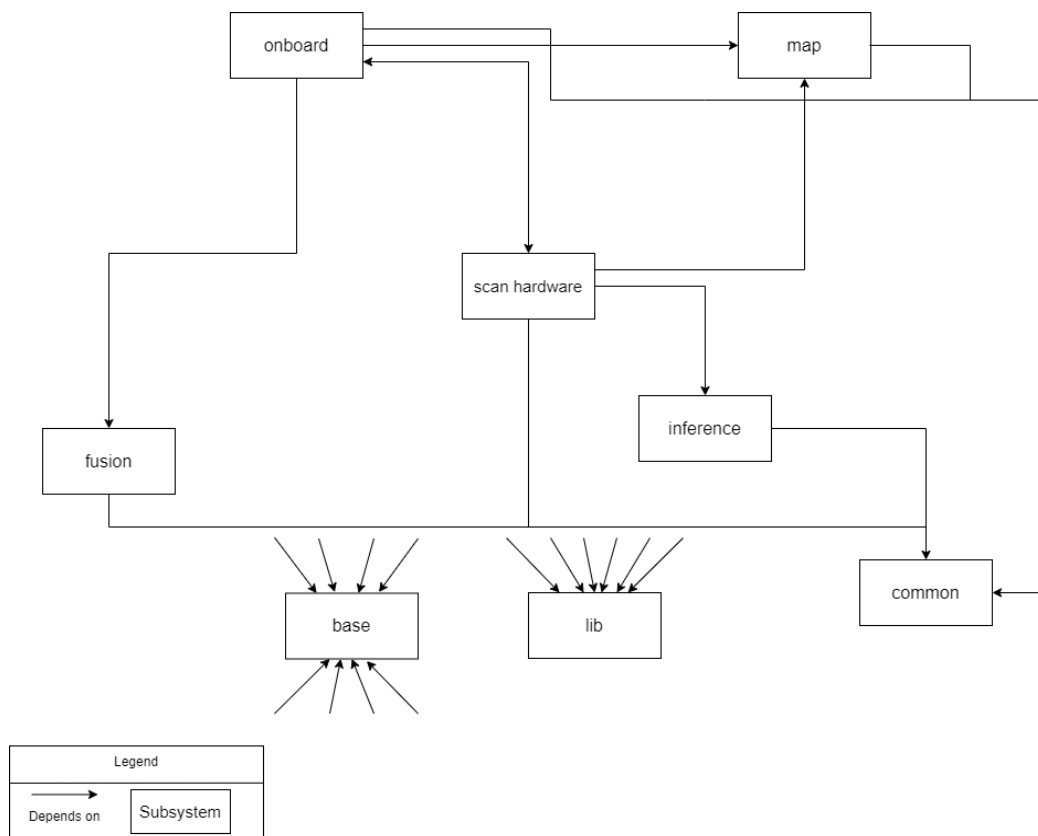 onboard
map
scan hardware
inference
fusion
common
base
lib
Legend
Depends on
Subsystem